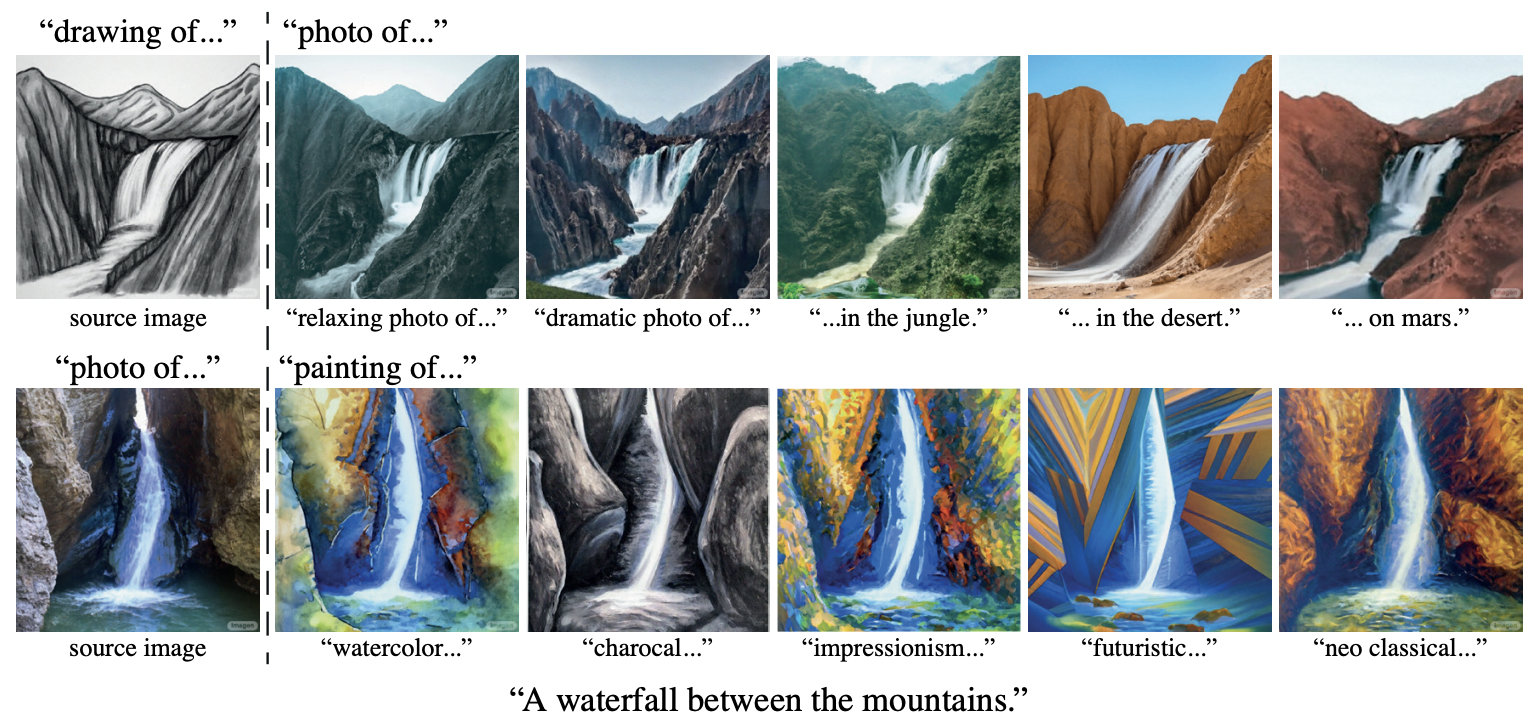 “drawing of...” “photo of...”
source image “relaxing photo of...” “dramatic photo of...” “...in the jungle.” “... in the desert.” “... on mars.”
“photo of...” “painting of...”
Imagen
source image “watercolor...” “charocal...” “impressionism...” “futuristic...” “neo classical...”
“A waterfall between the mountains.”